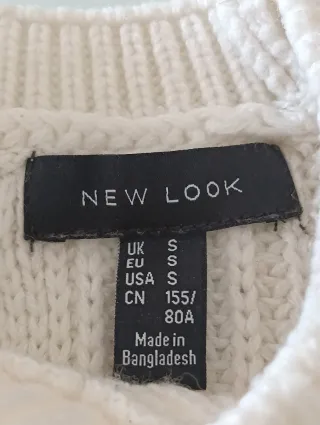 NEW LOOK
UK S
EU S
USA S
CN 155/
80A
Made in
Bangladesh